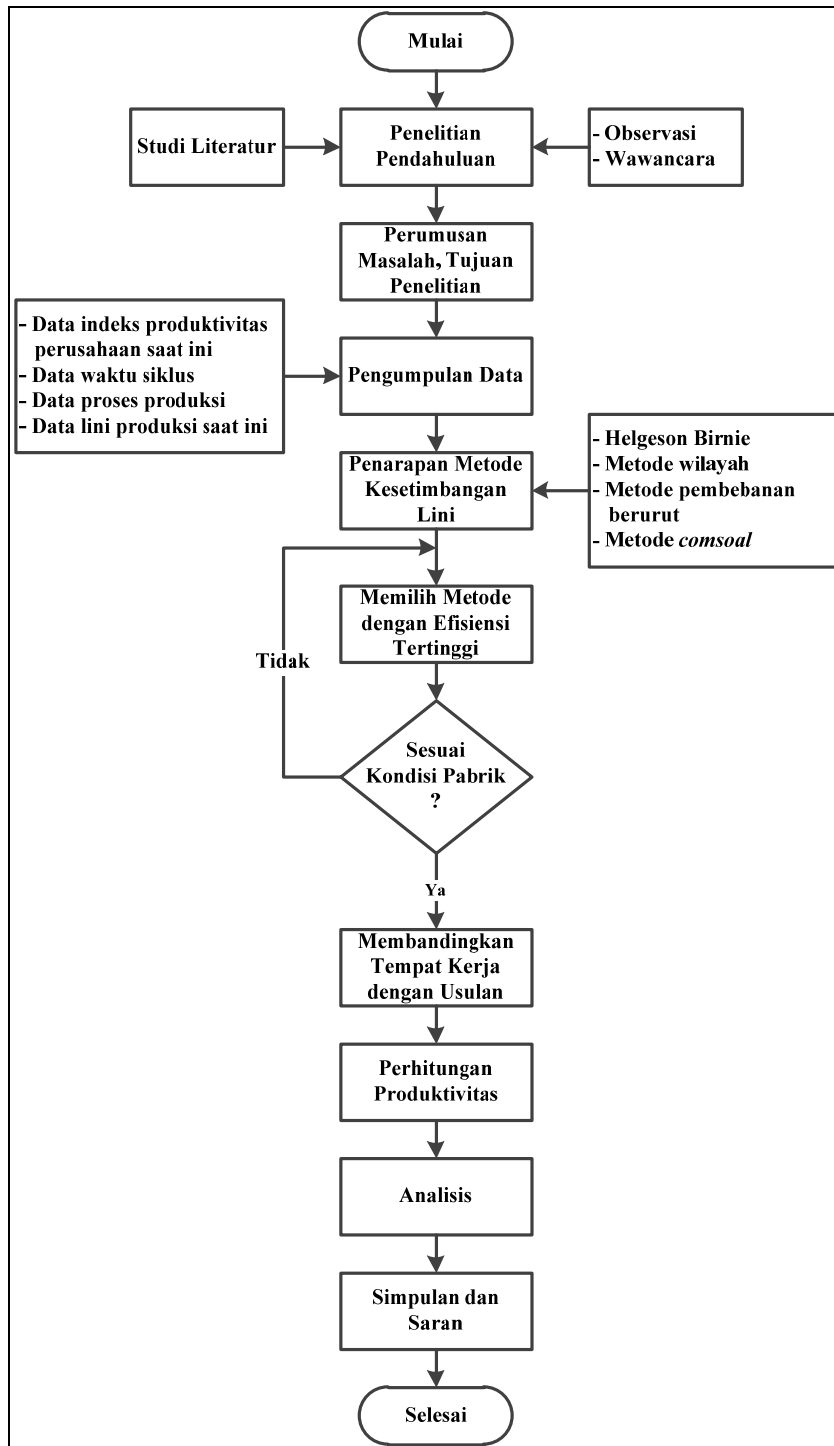 Mulai
Studi Literatur
Penelitian
Pendahuluan
- Observasi
- Wawancara
Perumusan
Masalah, Tujuan
Penelitian
- Data indeks produktivitas
perusahaan saat ini
- Data waktu siklus
- Data proses produksi
- Data lini produksi saat ini
Pengumpulan Data
Penarapan Metode
Kesetimbangan
Lini
- Helgeson Birnie
- Metode wilayah
- Metode pembebanan
berurut
- Metode comsoal
Memilih Metode
dengan Efisiensi
Tertinggi
Tidak
Sesuai
Kondisi Pabrik
?
Ya
Membandingkan
Tempat Kerja
dengan Usulan
Perhitungan
Produktivitas
Analisis
Simpulan dan
Saran
Selesai